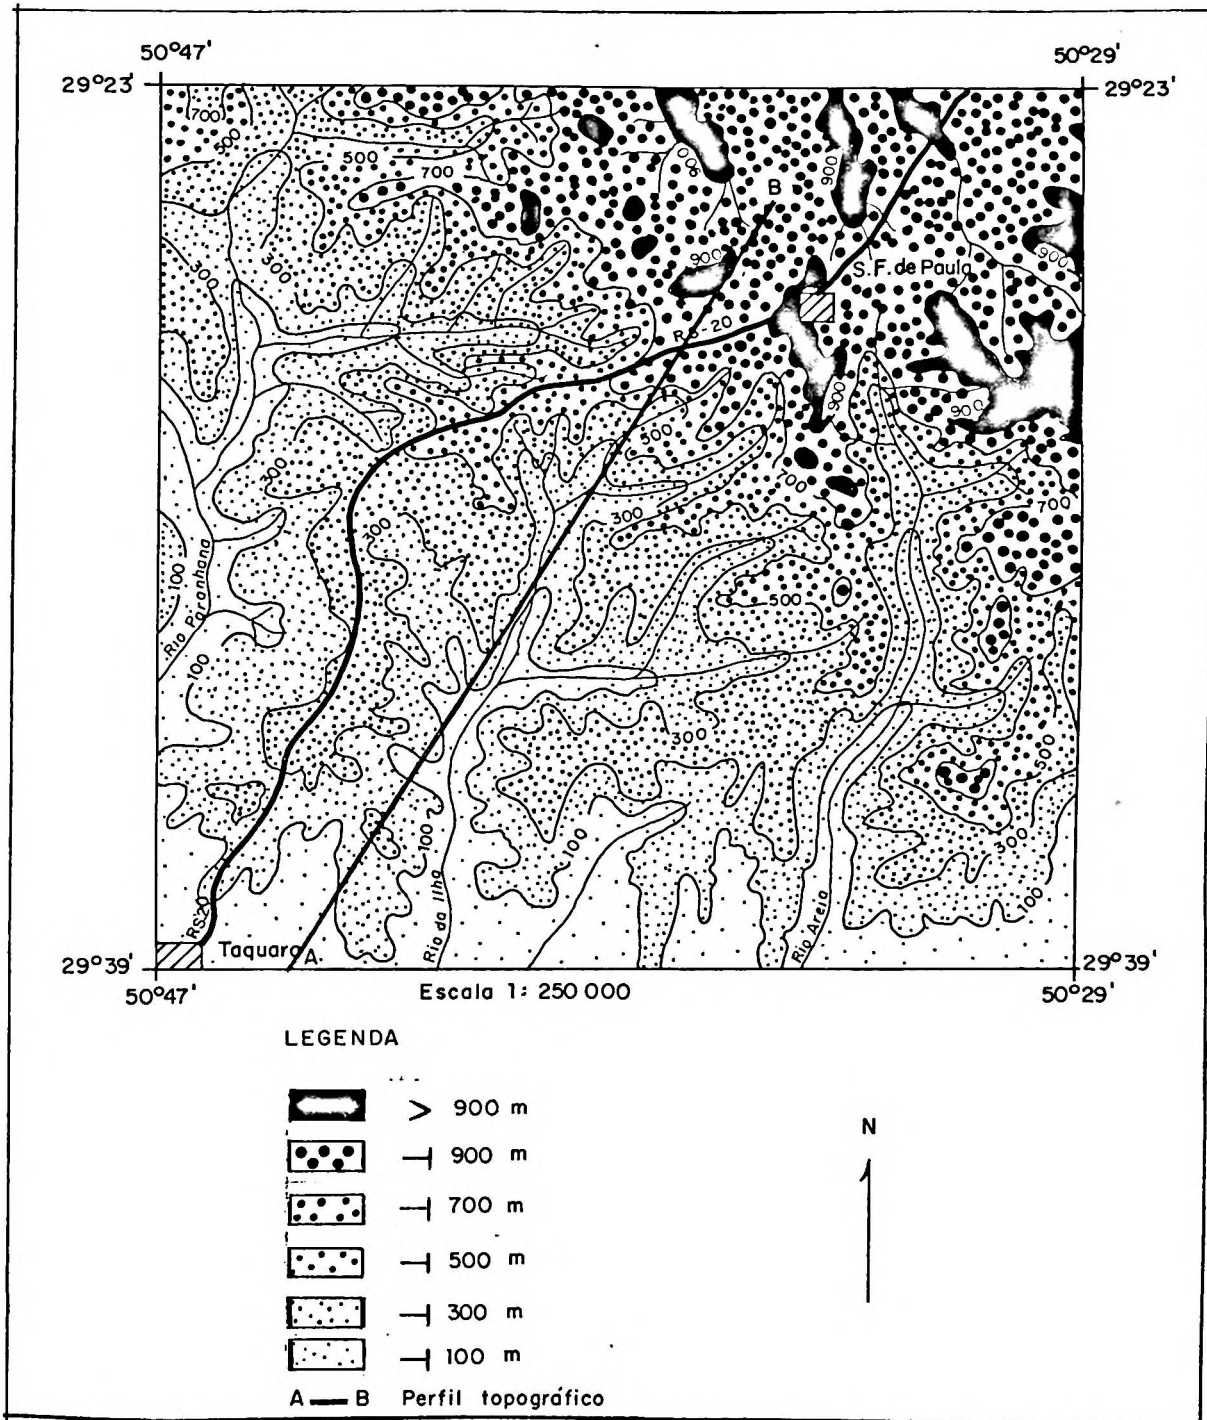 50°47'
50°29'
29°23'
29°23'
700
500
500
700
900
900
B
300
300
900
S. F. de Paula
900
RS-20
900
900
500
300
700
700
300
300
100
500
Rio Paranhana
100
300
500
300
100
100
100
RS20
Rio da Ilha
Rio Areia
Taquara
A
29°39'
29°39'
50°47'
Escala 1: 250 000
50°29'
LEGENDA
> 900 m
⊣ 900 m
⊣ 700 m
⊣ 500 m
⊣ 300 m
⊣ 100 m
A — B Perfil topográfico
N